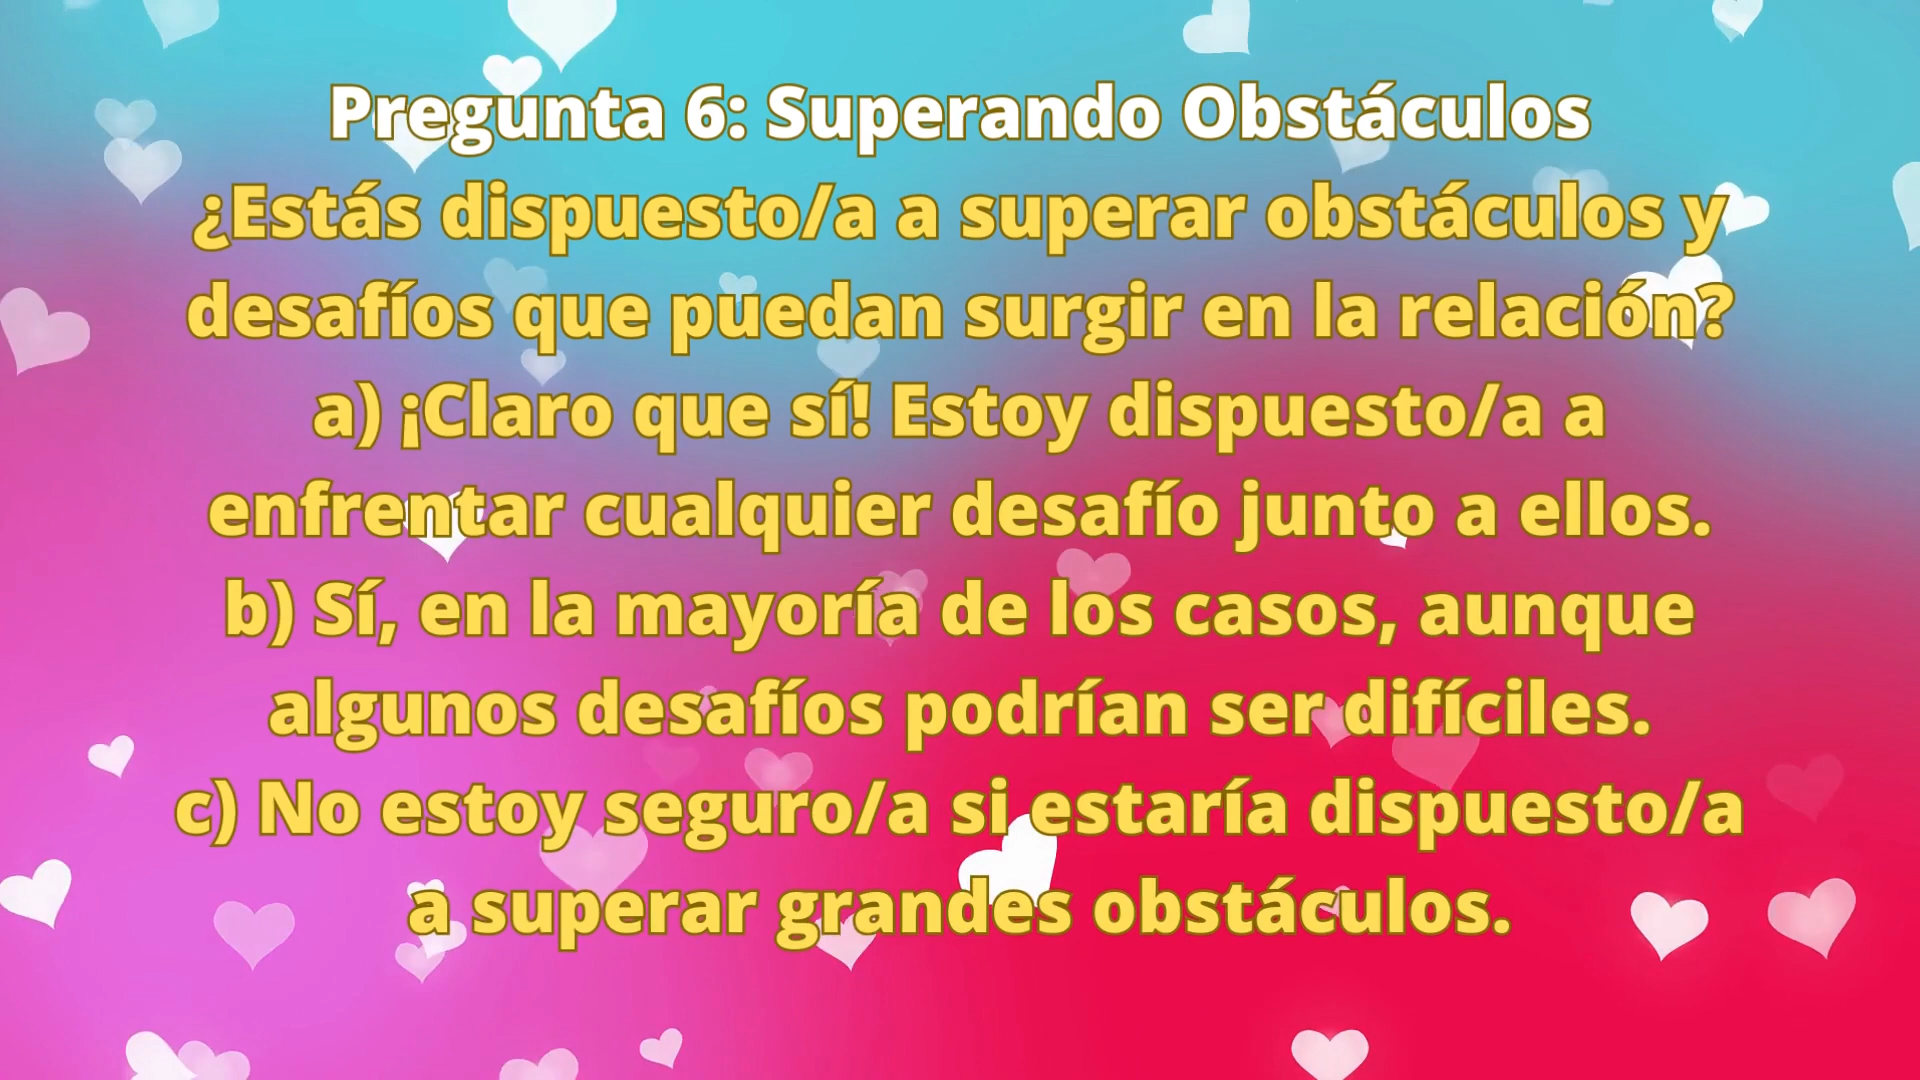 Pregunta 6: Superando Obstáculos
¿Estás dispuesto/a a superar obstáculos y
desafíos que puedan surgir en la relación?
a) ¡Claro que sí! Estoy dispuesto/a a
enfrentar cualquier desafío junto a ellos.
b) Sí, en la mayoría de los casos, aunque
algunos desafíos podrían ser difíciles.
c) No estoy seguro/a si estaría dispuesto/a
a superar grandes obstáculos.